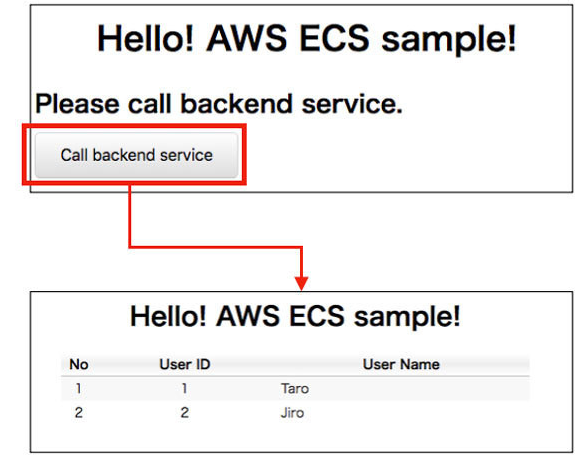 Hello! AWS ECS sample!
Please call backend service.
Call backend service
Hello! AWS ECS sample!
No User ID User Name
1 1 Taro
2 2 Jiro